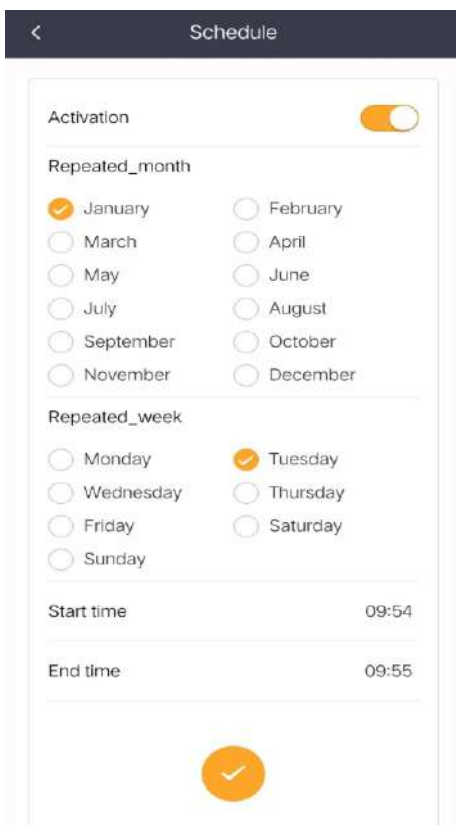 Schedule
Activation
Repeated_month
January February
March April
May June
July August
September October
November December
Repeated_week
Monday Tuesday
Wednesday Thursday
Friday Saturday
Sunday
Start time 09:54
End time 09:55